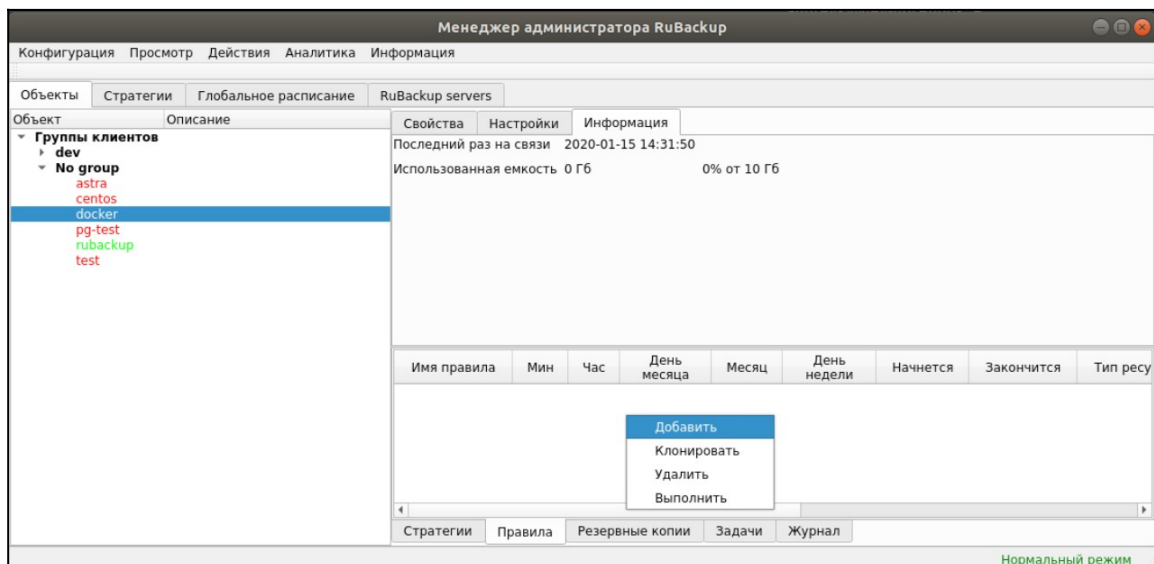 Менеджер администратора RuBackup
Конфигурация Просмотр Действия Аналитика Информация
Объекты Стратегии Глобальное расписание RuBackup servers
Объект Описание
Группы клиентов
dev
No group
astra
centos
docker
pg-test
rubackup
test
Свойства Настройки Информация
Последний раз на связи 2020-01-15 14:31:50
Использованная емкость 0 Гб 0% от 10 Гб
Имя правила Мин Час День месяца Месяц День недели Начнется Закончится Тип ресу
Добавить
Клонировать
Удалить
Выполнить
Стратегии Правила Резервные копии Задачи Журнал
Нормальный режим